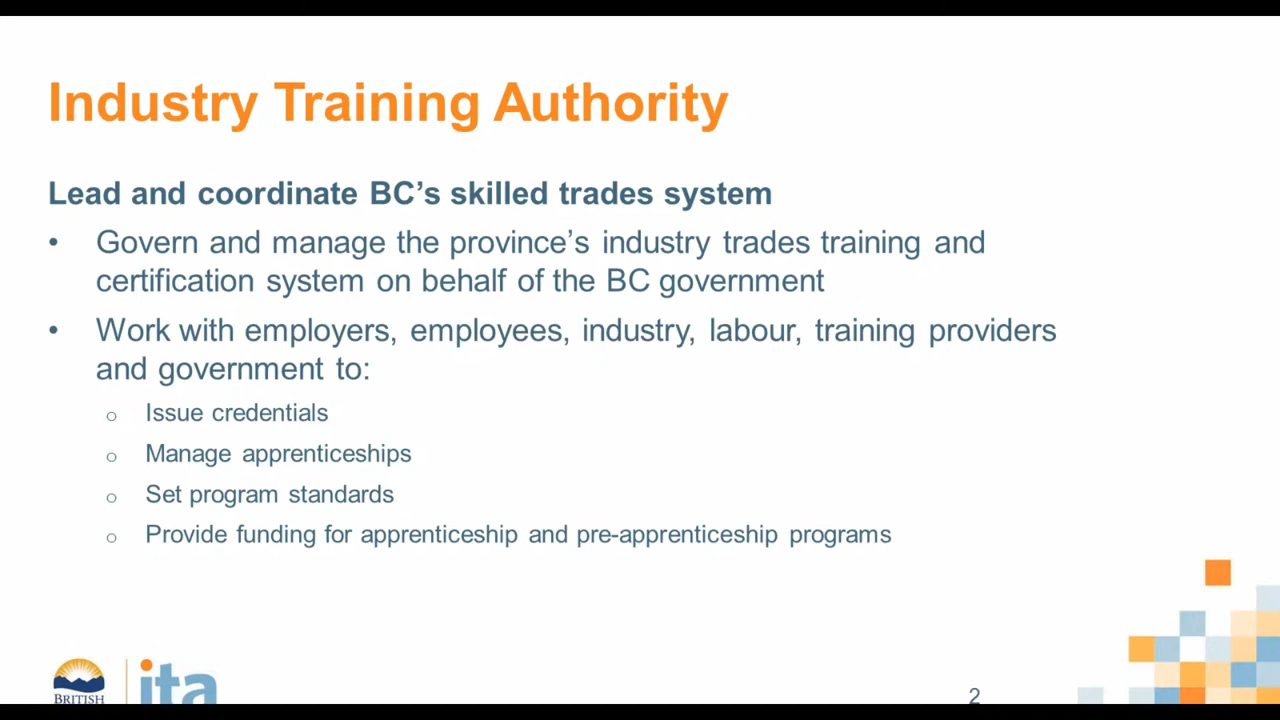 Industry Training Authority
Lead and coordinate BC’s skilled trades system
• Govern and manage the province’s industry trades training and
certification system on behalf of the BC government
• Work with employers, employees, industry, labour, training providers
and government to:
o Issue credentials
o Manage apprenticeships
o Set program standards
o Provide funding for apprenticeship and pre-apprenticeship programs
BRITISH
ita
2